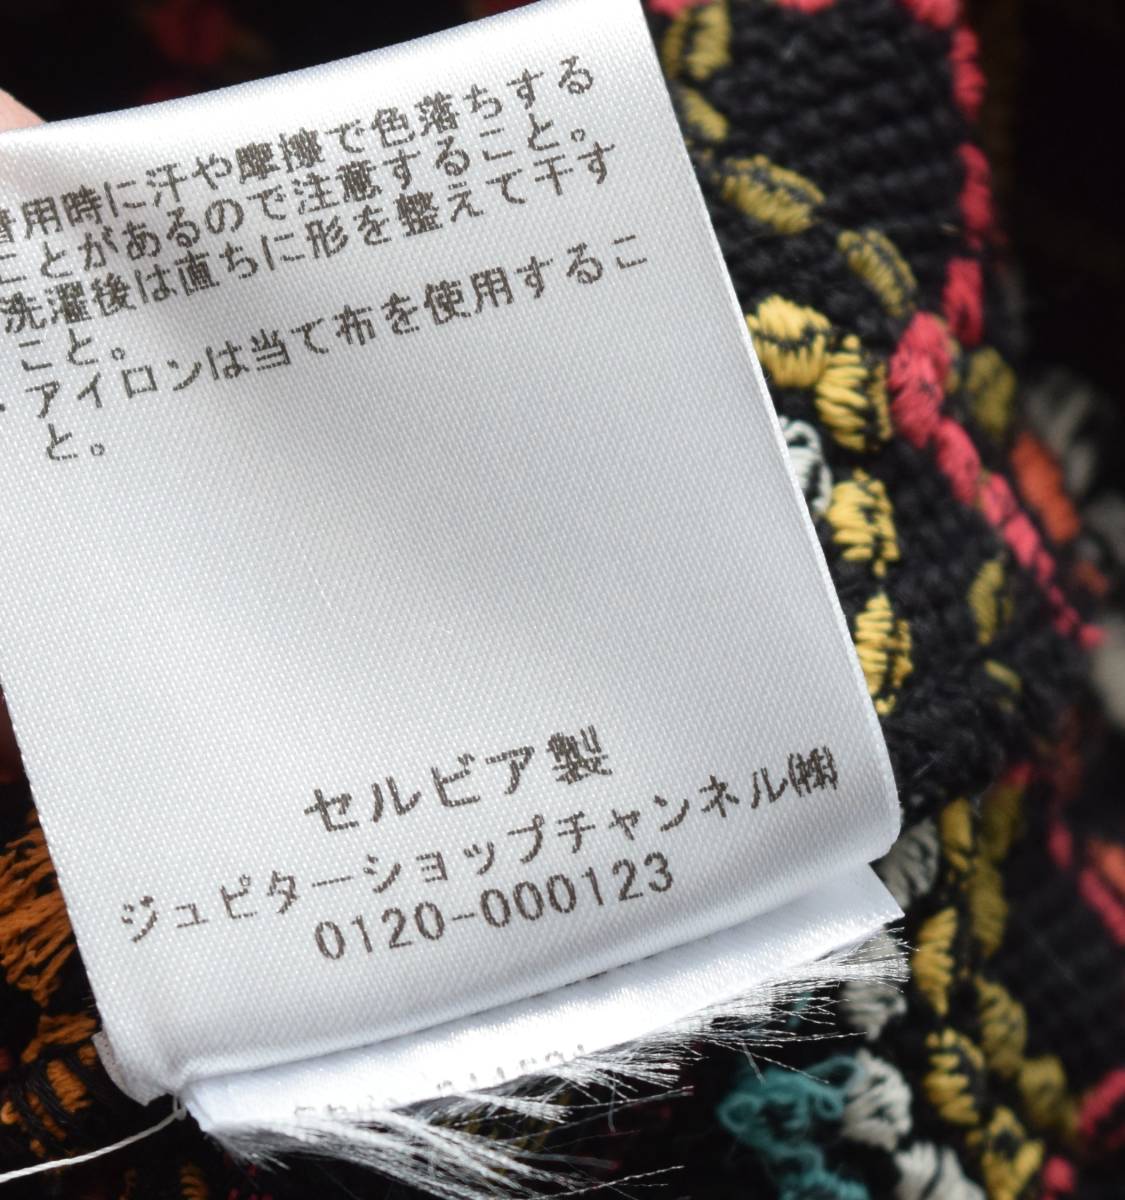 着用時に汗や摩擦で色落ちする
ことがあるので注意すること。
洗濯後は直ちに形を整えて干す
こと。
・アイロンは当て布を使用するこ
と。
セルビア製
ジュピターショップチャンネル㈱
0120-000123